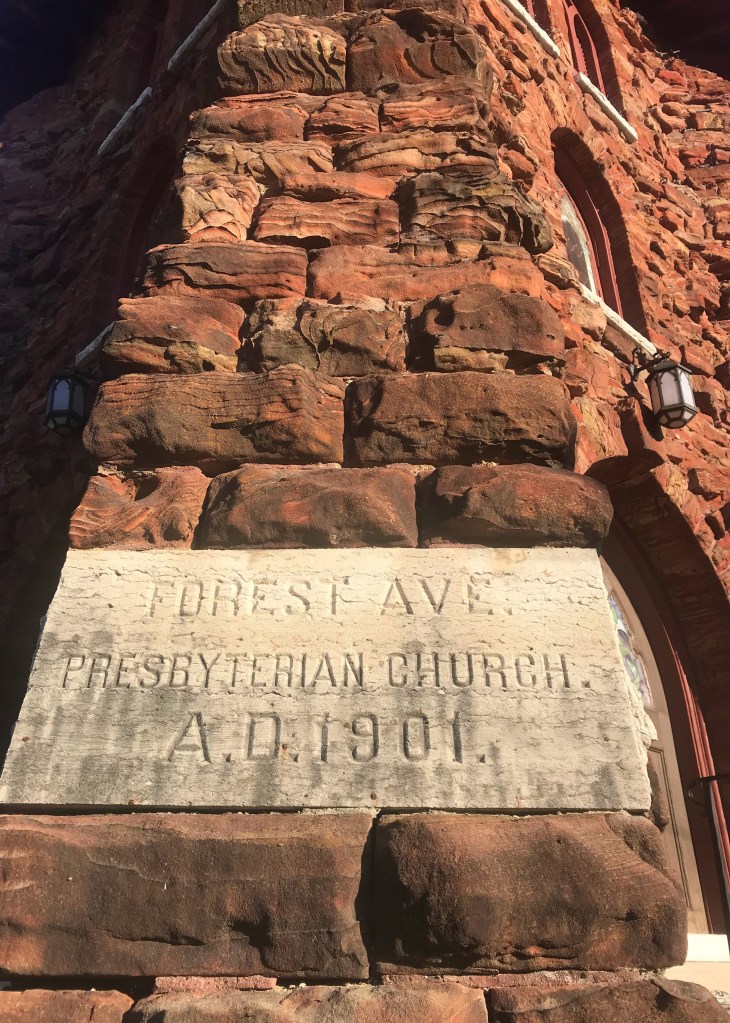 FOREST AVE.
PRESBYTERIAN CHURCH.
A.D.1901.